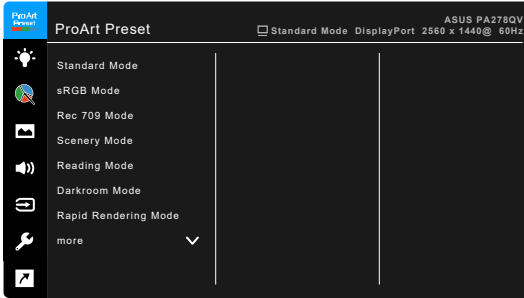 ProArt
Preset
ProArt Preset
ASUS PA278QV
Standard Mode DisplayPort 2560 x 1440@ 60Hz
Standard Mode
sRGB Mode
Rec 709 Mode
Scenery Mode
Reading Mode
Darkroom Mode
Rapid Rendering Mode
more